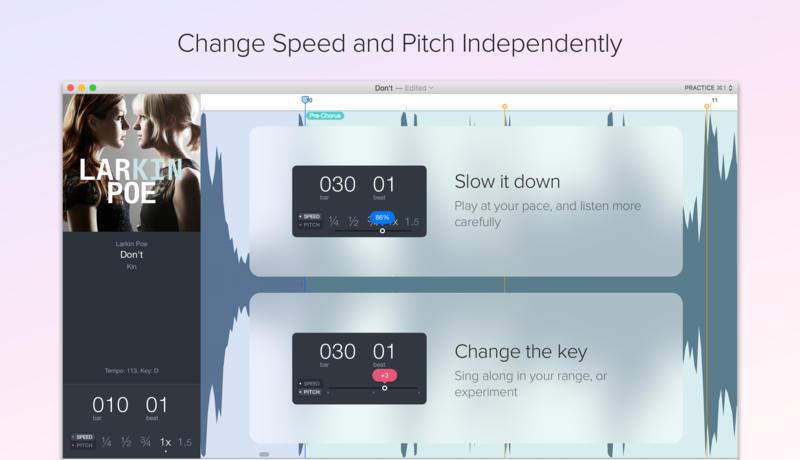 Change Speed and Pitch Independently
Don't — Edited
PRACTICE ⌘1
11
Pre-Chorus
LARKIN
POE
030 01
bar beat
Slow it down
Play at your pace, and listen more
carefully
86%
SPEED
PITCH
¼ ½ ¾ 1x 1.5
Larkin Poe
Don't
Kin
030 01
bar beat
Change the key
Sing along in your range, or
experiment
+3
SPEED
PITCH
Tempo: 113, Key: D
010 01
bar beat
SPEED
PITCH
¼ ½ ¾ 1x 1.5